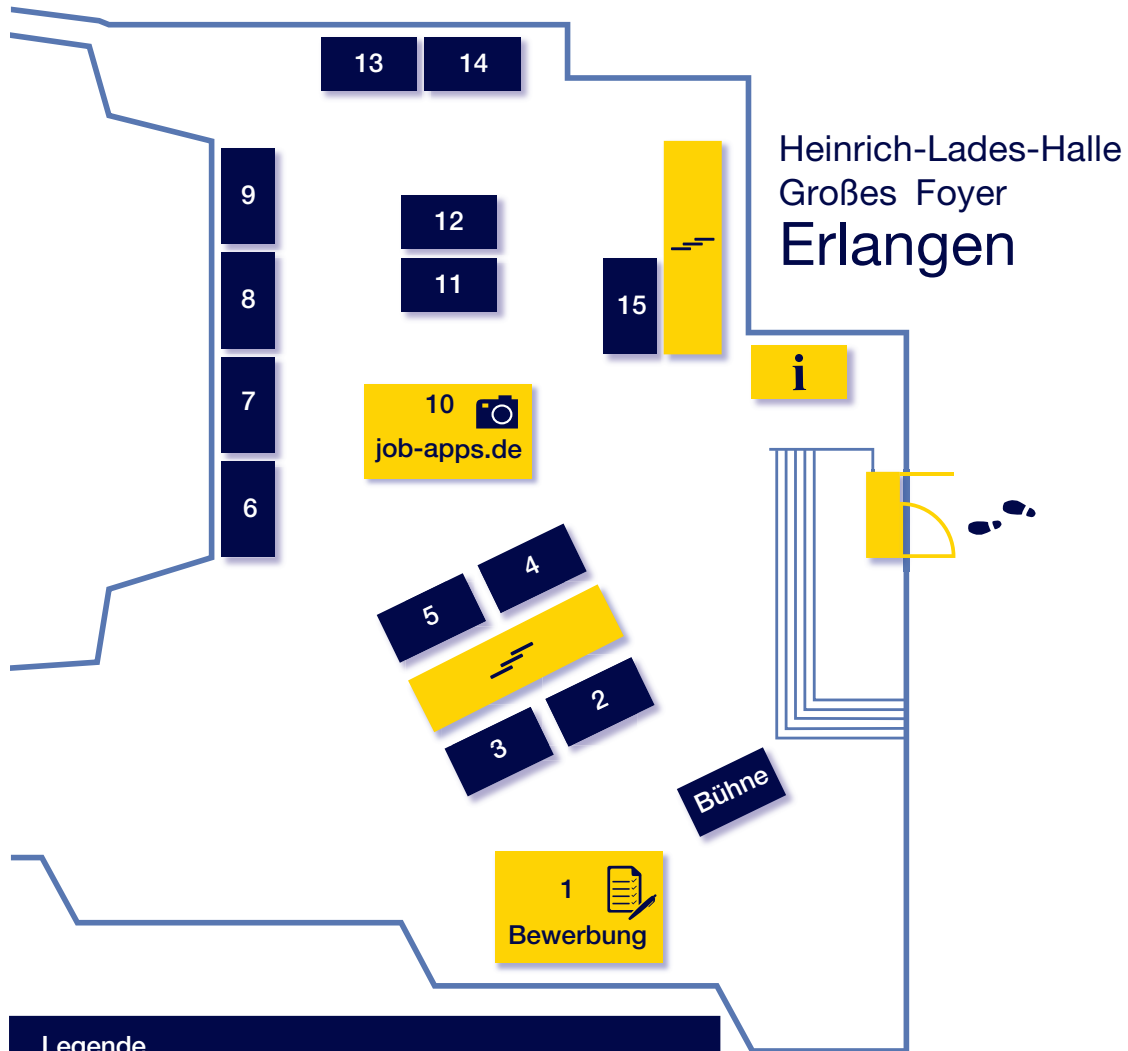 13 14
Heinrich-Lades-Halle
Großes Foyer
Erlangen
9
12
8
11
15
i
7
10
job-apps.de
6
4
5
2
3
Bühne
1
Bewerbung
Legende